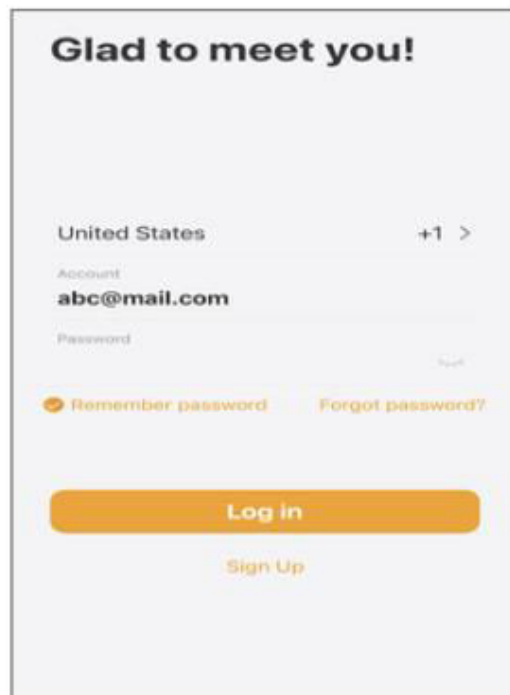 Glad to meet you!
United States +1 >
Account
abc@mail.com
Password
Remember password Forgot password?
Log in
Sign Up